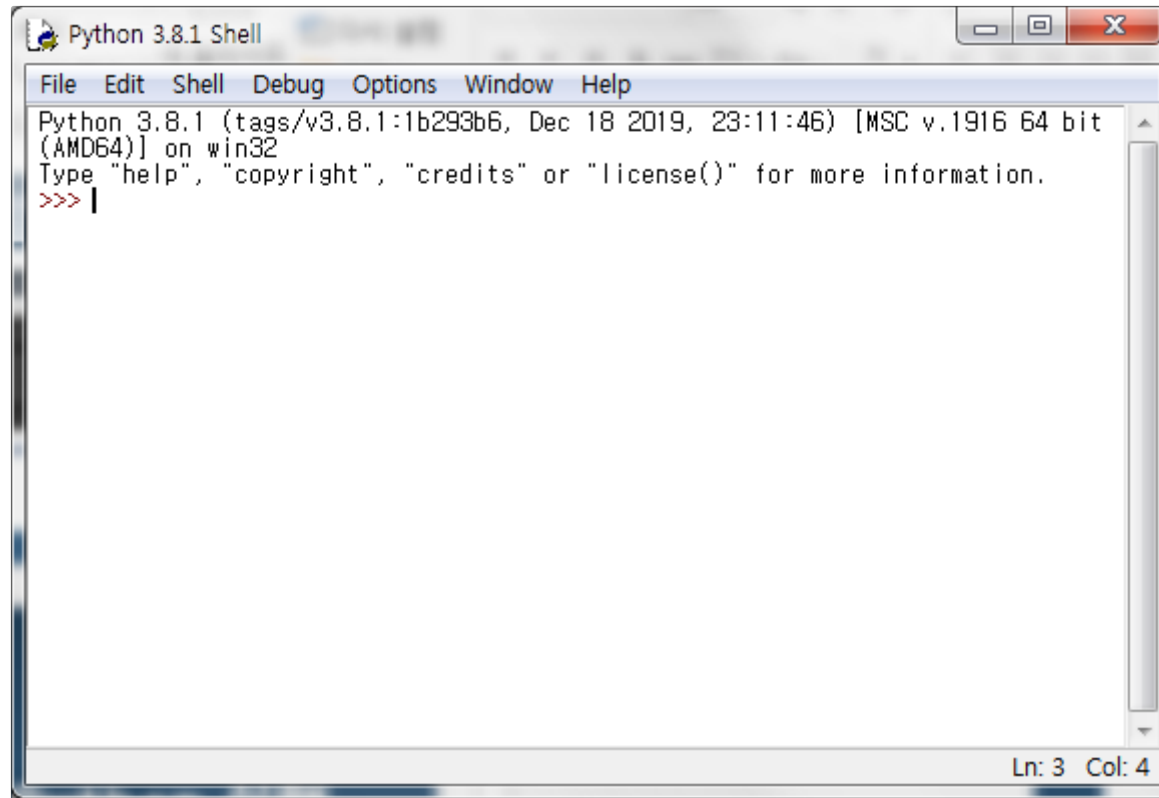 Python 3.8.1 Shell
File Edit Shell Debug Options Window Help
Python 3.8.1 (tags/v3.8.1:1b293b6, Dec 18 2019, 23:11:46) [MSC v.1916 64 bit
(AMD64)] on win32
Type "help", "copyright", "credits" or "license()" for more information.
>>>
Ln: 3 Col: 4